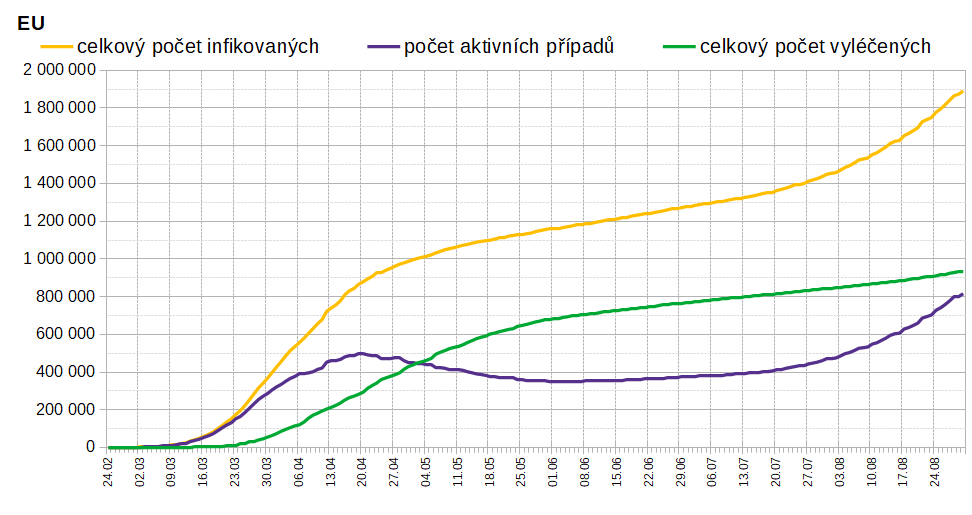 EU
celkový počet infikovaných počet aktivních případů celkový počet vyléčených
2 000 000
1 800 000
1 600 000
1 400 000
1 200 000
1 000 000
800 000
600 000
400 000
200 000
0
24.02 02.03 09.03 16.03 23.03 30.03 06.04 13.04 20.04 27.04 04.05 11.05 18.05 25.05 01.06 08.06 15.06 22.06 29.06 06.07 13.07 20.07 27.07 03.08 10.08 17.08 24.08